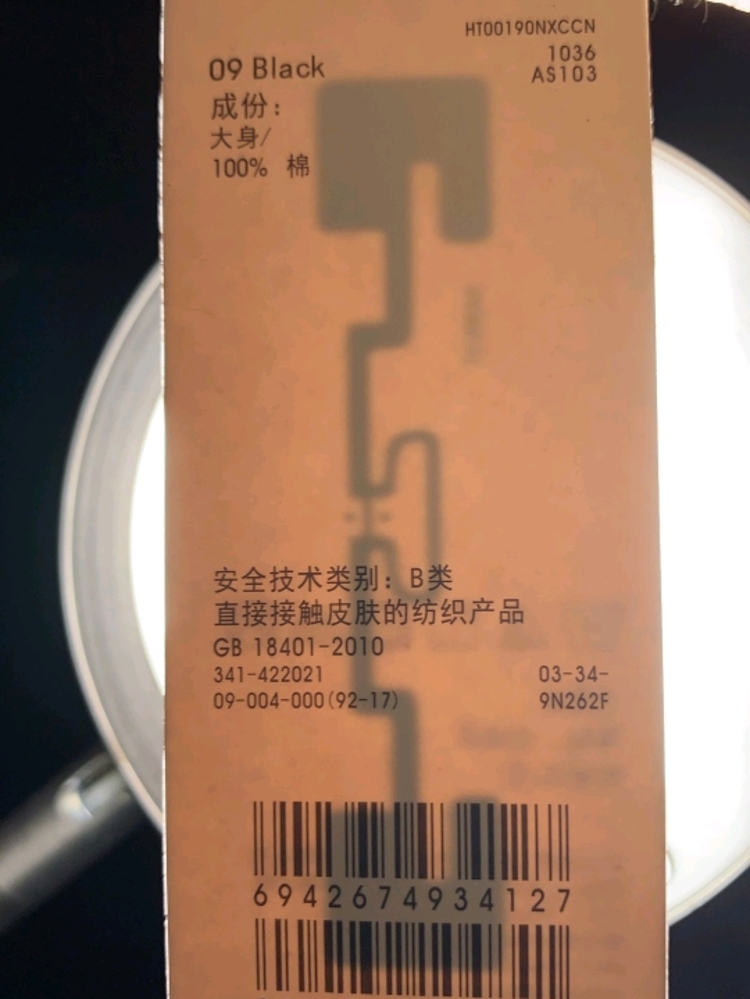 HT00190NXCCN
1036
09 Black
AS103
成份：
大身/
100% 棉
安全技术类别：B类
直接接触皮肤的纺织产品
GB 18401-2010
341-422021 03-34-
09-004-000(92-17) 9N262F
6942674934127